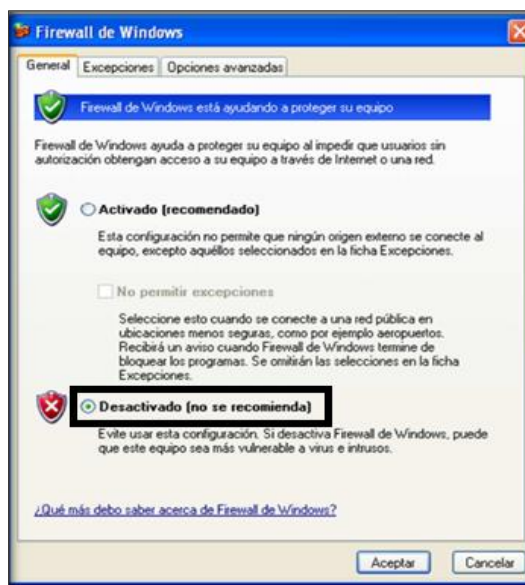 Firewall de Windows
General Excepciones Opciones avanzadas
Firewall de Windows está ayudando a proteger su equipo
Firewall de Windows ayuda a proteger su equipo al impedir que usuarios sin
autorización obtengan acceso a su equipo a través de Internet o una red.
Activado (recomendado)
Esta configuración no permite que ningún origen externo se conecte al
equipo, excepto aquéllos seleccionados en la ficha Excepciones.
No permitir excepciones
Seleccione esto cuando se conecte a una red pública en
ubicaciones menos seguras, como por ejemplo aeropuertos.
Recibirá un aviso cuando Firewall de Windows termine de
bloquear los programas. Se omitirán las selecciones en la ficha
Excepciones.
Desactivado (no se recomienda)
Evite usar esta configuración. Si desactiva Firewall de Windows, puede
que este equipo sea más vulnerable a virus e intrusos.
¿Qué más debo saber acerca de Firewall de Windows?
Aceptar Cancelar